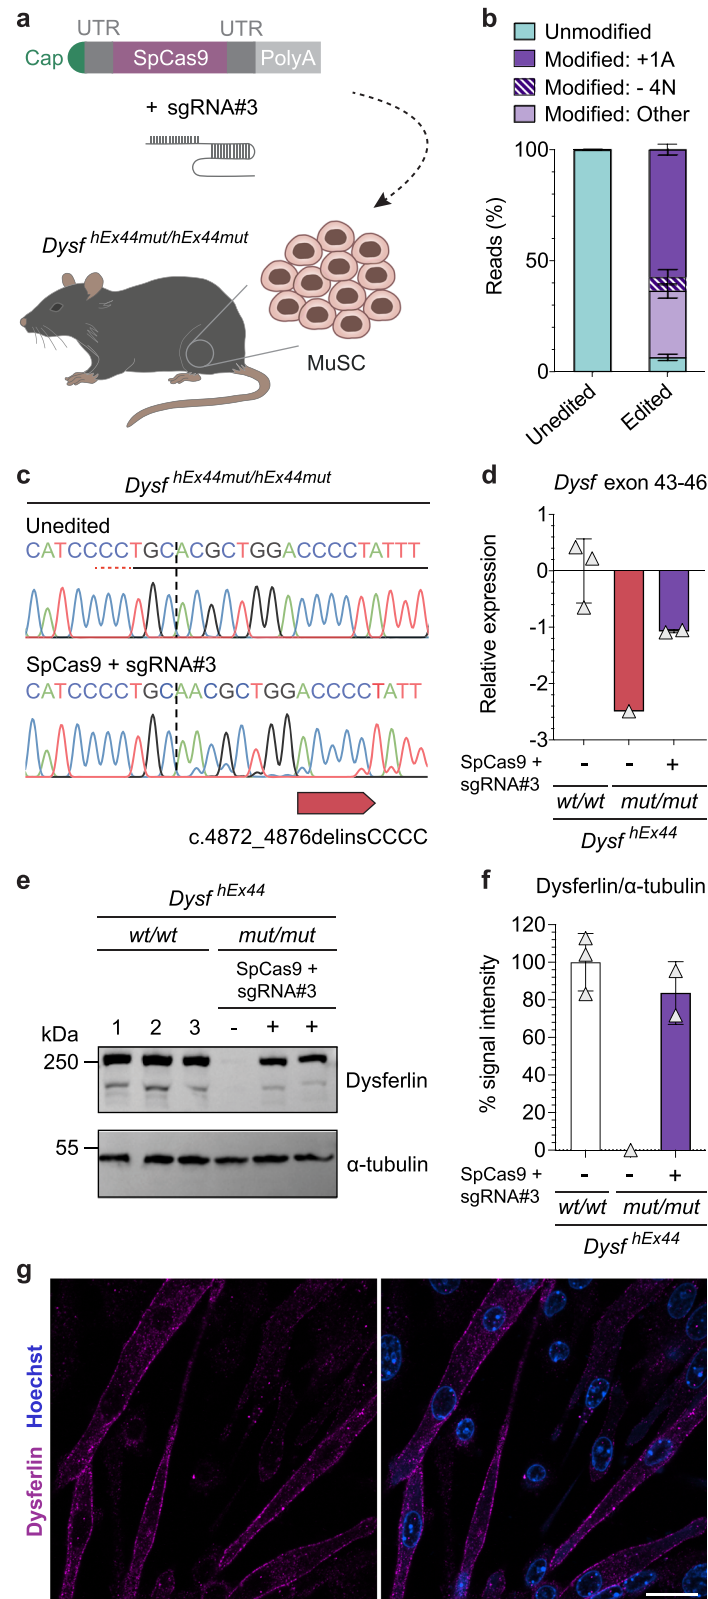 a
UTR UTR
Cap SpCas9 PolyA
+ sgRNA#3
Dysf hEx44mut/hEx44mut
MuSC
b
Unmodified
Modified: +1A
Modified: - 4N
Modified: Other
100
50
0
Reads (%)
Unedited
Edited
c
Dysf hEx44mut/hEx44mut
Unedited
CATCCCCTGCACGCTGGACCCCTATTT
SpCas9 + sgRNA#3
CATCCCCTGCAACGCTGGACCCCTATT
c.4872_4876delinsCCCC
d
Dysf exon 43-46
1
0
-1
-2
-3
Relative expression
SpCas9 +
sgRNA#3
- - +
wt/wt mut/mut
Dysf hEx44
e
Dysf hEx44
wt/wt mut/mut
SpCas9 +
sgRNA#3
kDa 1 2 3 - + +
250
Dysferlin
55
α-tubulin
f
Dysferlin/α-tubulin
120
100
80
60
40
20
0
% signal intensity
SpCas9 +
sgRNA#3
- - +
wt/wt mut/mut
Dysf hEx44
g
Dysferlin Hoechst